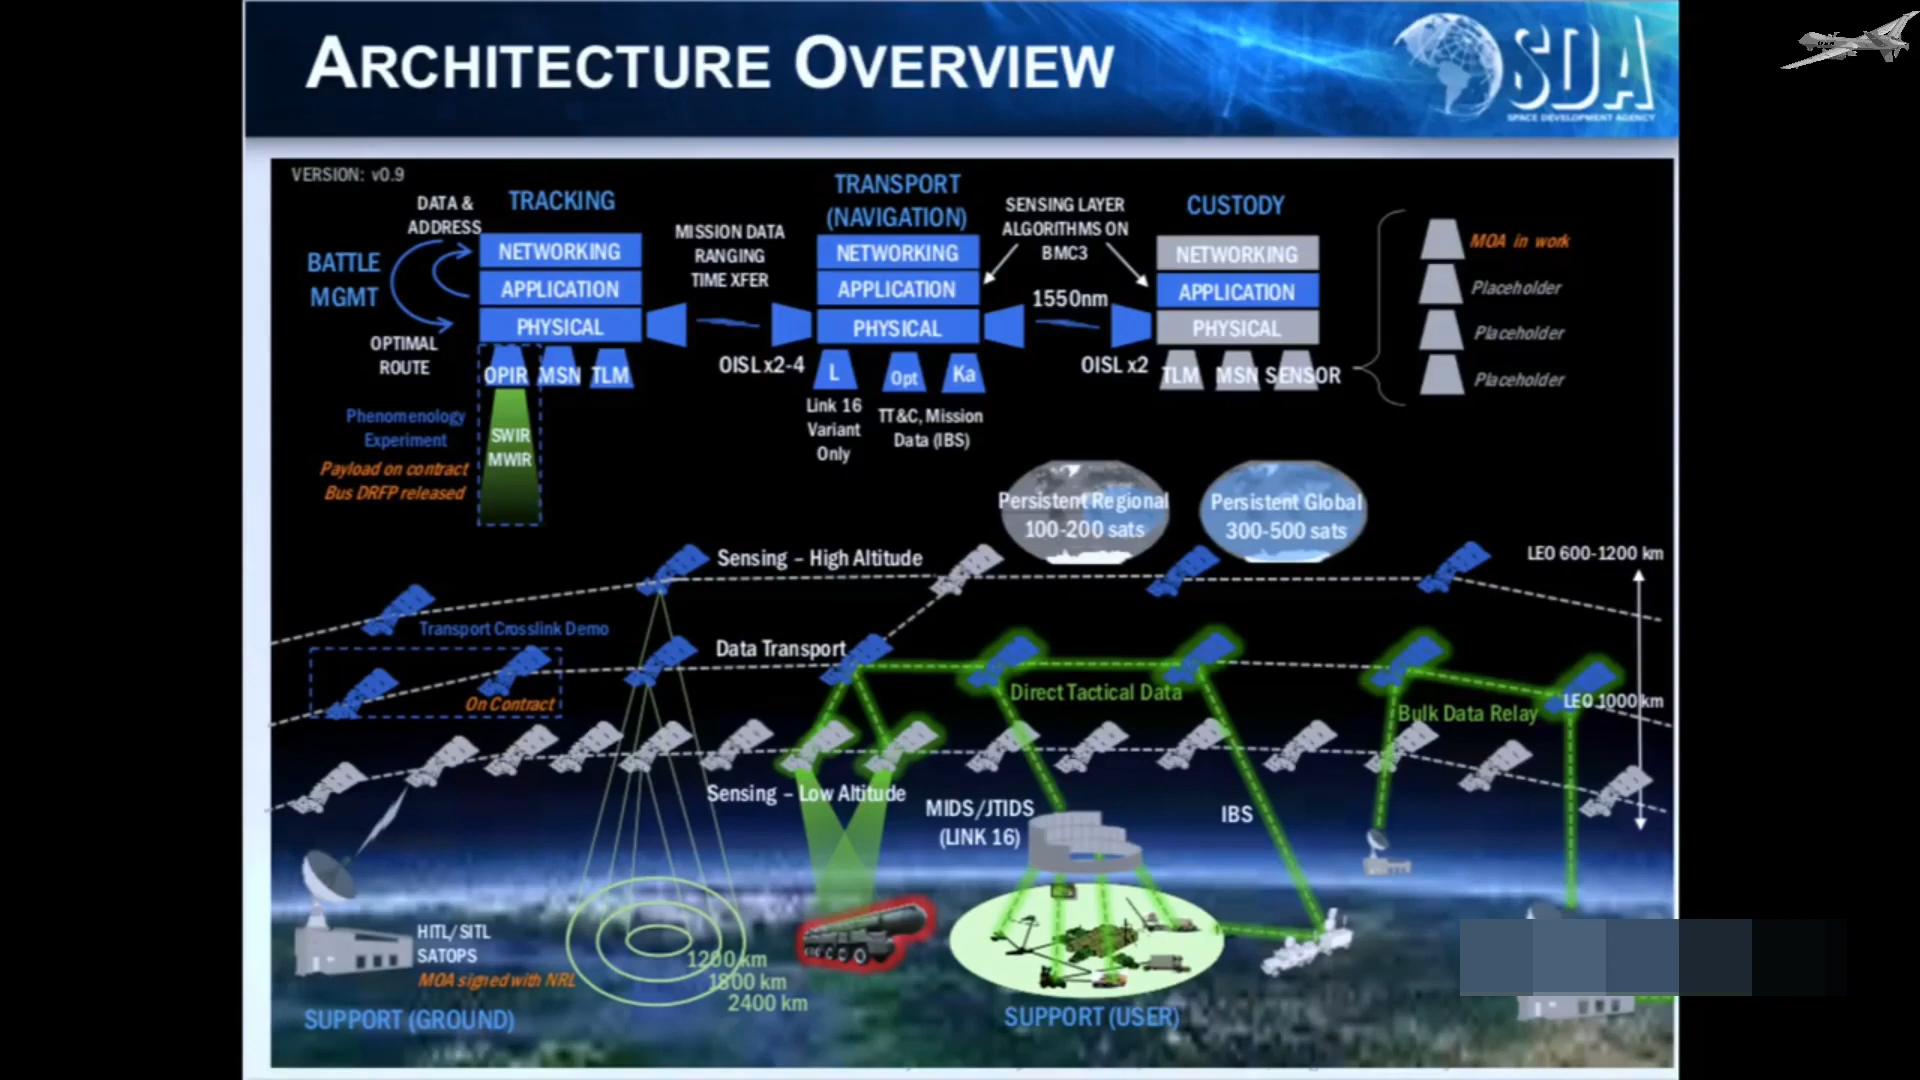 ARCHITECTURE OVERVIEW
SDA
SPACE DEVELOPMENT AGENCY
VERSION: v0.9
DATA &
ADDRESS
TRACKING
NETWORKING
APPLICATION
PHYSICAL
BATTLE
MGMT
OPTIMAL
ROUTE
OPIR
MSN
TLM
SWIR
MWIR
Phenomenology
Experiment
Payload on contract
Bus DRFP released
MISSION DATA
RANGING
TIME XFER
OISL x2-4
TRANSPORT
(NAVIGATION)
NETWORKING
APPLICATION
PHYSICAL
L
Opt
Ka
Link 16
Variant
Only
TT&C, Mission
Data (IBS)
SENSING LAYER
ALGORITHMS ON
BMC3
1550nm
OISL x2
CUSTODY
NETWORKING
APPLICATION
PHYSICAL
TLM
MSN
SENSOR
MOA in work
Placeholder
Placeholder
Placeholder
Persistent Regional
100-200 sats
Persistent Global
300-500 sats
Sensing – High Altitude
LEO 600-1200 km
Transport Crosslink Demo
Data Transport
On Contract
Direct Tactical Data
Bulk Data Relay
LEO 1000 km
Sensing – Low Altitude
MIDS/JTIDS
(LINK 16)
IBS
HITL/SITL
SATOPS
MOA signed with NRL
1200 km
1800 km
2400 km
SUPPORT (GROUND)
SUPPORT (USER)